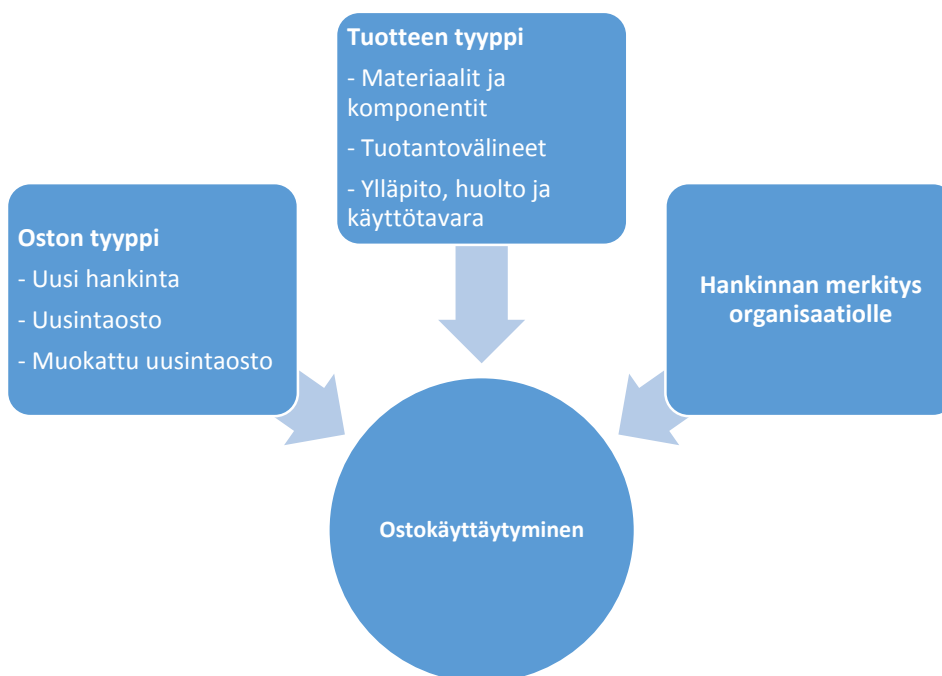 Tuotteen tyyppi
- Materiaalit ja
komponentit
- Tuotantovälineet
- Ylläpito, huolto ja
käyttötavara
Oston tyyppi
- Uusi hankinta
- Uusintaosto
- Muokattu uusintaosto
Hankinnan merkitys
organisaatiolle
Ostokäyttäytyminen